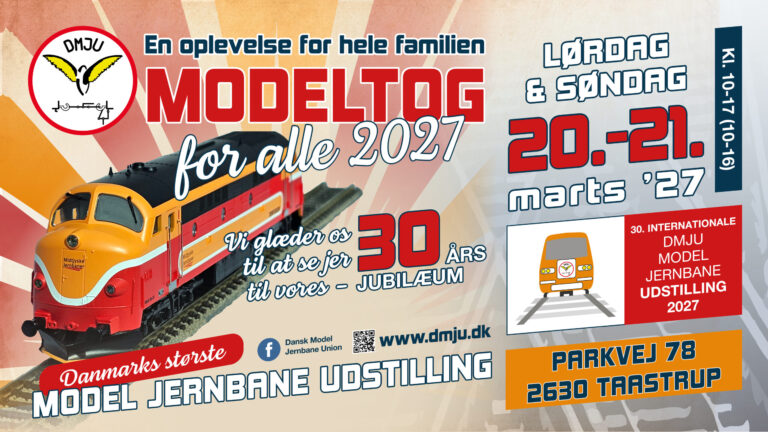 DMJU
En oplevelse for hele familien
MODELTOG
for alle 2027
Vi glæder os
til at se jer
til vores –
30 ÅRS
JUBILÆUM
Danmarks største
MODEL JERNBANE UDSTILLING
Dansk Model
Jernbane Union
www.dmju.dk
LØRDAG
& SØNDAG
20.-21.
marts '27
Kl. 10-17 (10-16)
30. INTERNATIONALE
DMJU
MODEL
JERNBANE
UDSTILLING
2027
PARKVEJ 78
2630 TAASTRUP